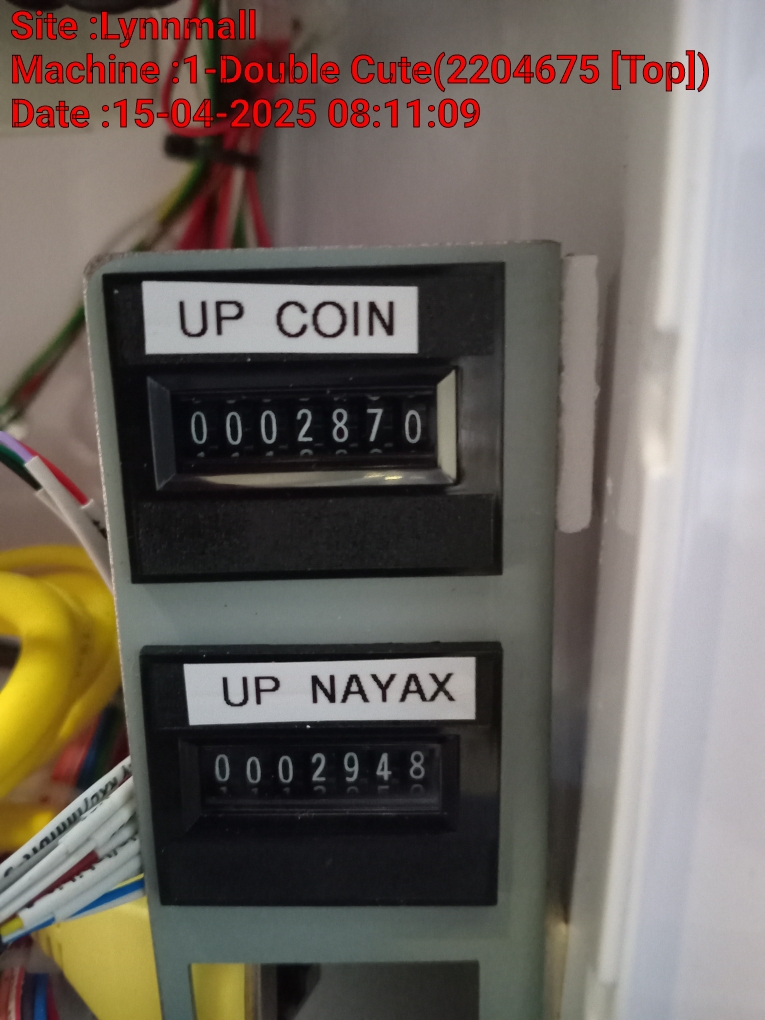 Site :Lynnmall
Machine :1-Double Cute(2204675 [Top])
Date :15-04-2025 08:11:09
UP COIN
0002870
UP NAYAX
0002948